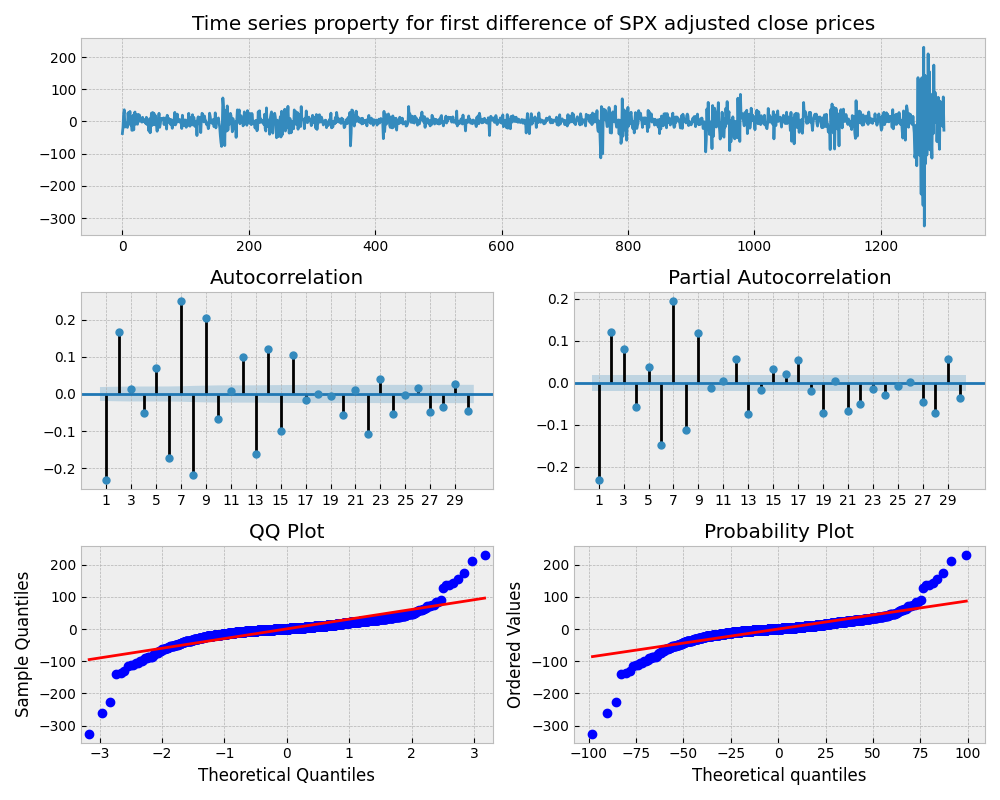 Time series property for first difference of SPX adjusted close prices
200
100
0
−100
−200
−300
0 200 400 600 800 1000 1200
Autocorrelation
0.2
0.1
0.0
−0.1
−0.2
1 3 5 7 9 11 13 15 17 19 21 23 25 27 29
Partial Autocorrelation
0.2
0.1
0.0
−0.1
−0.2
1 3 5 7 9 11 13 15 17 19 21 23 25 27 29
QQ Plot
Sample Quantiles
200
100
0
−100
−200
−300
−3 −2 −1 0 1 2 3
Theoretical Quantiles
Probability Plot
Ordered Values
200
100
0
−100
−200
−300
−100 −75 −50 −25 0 25 50 75 100
Theoretical quantiles